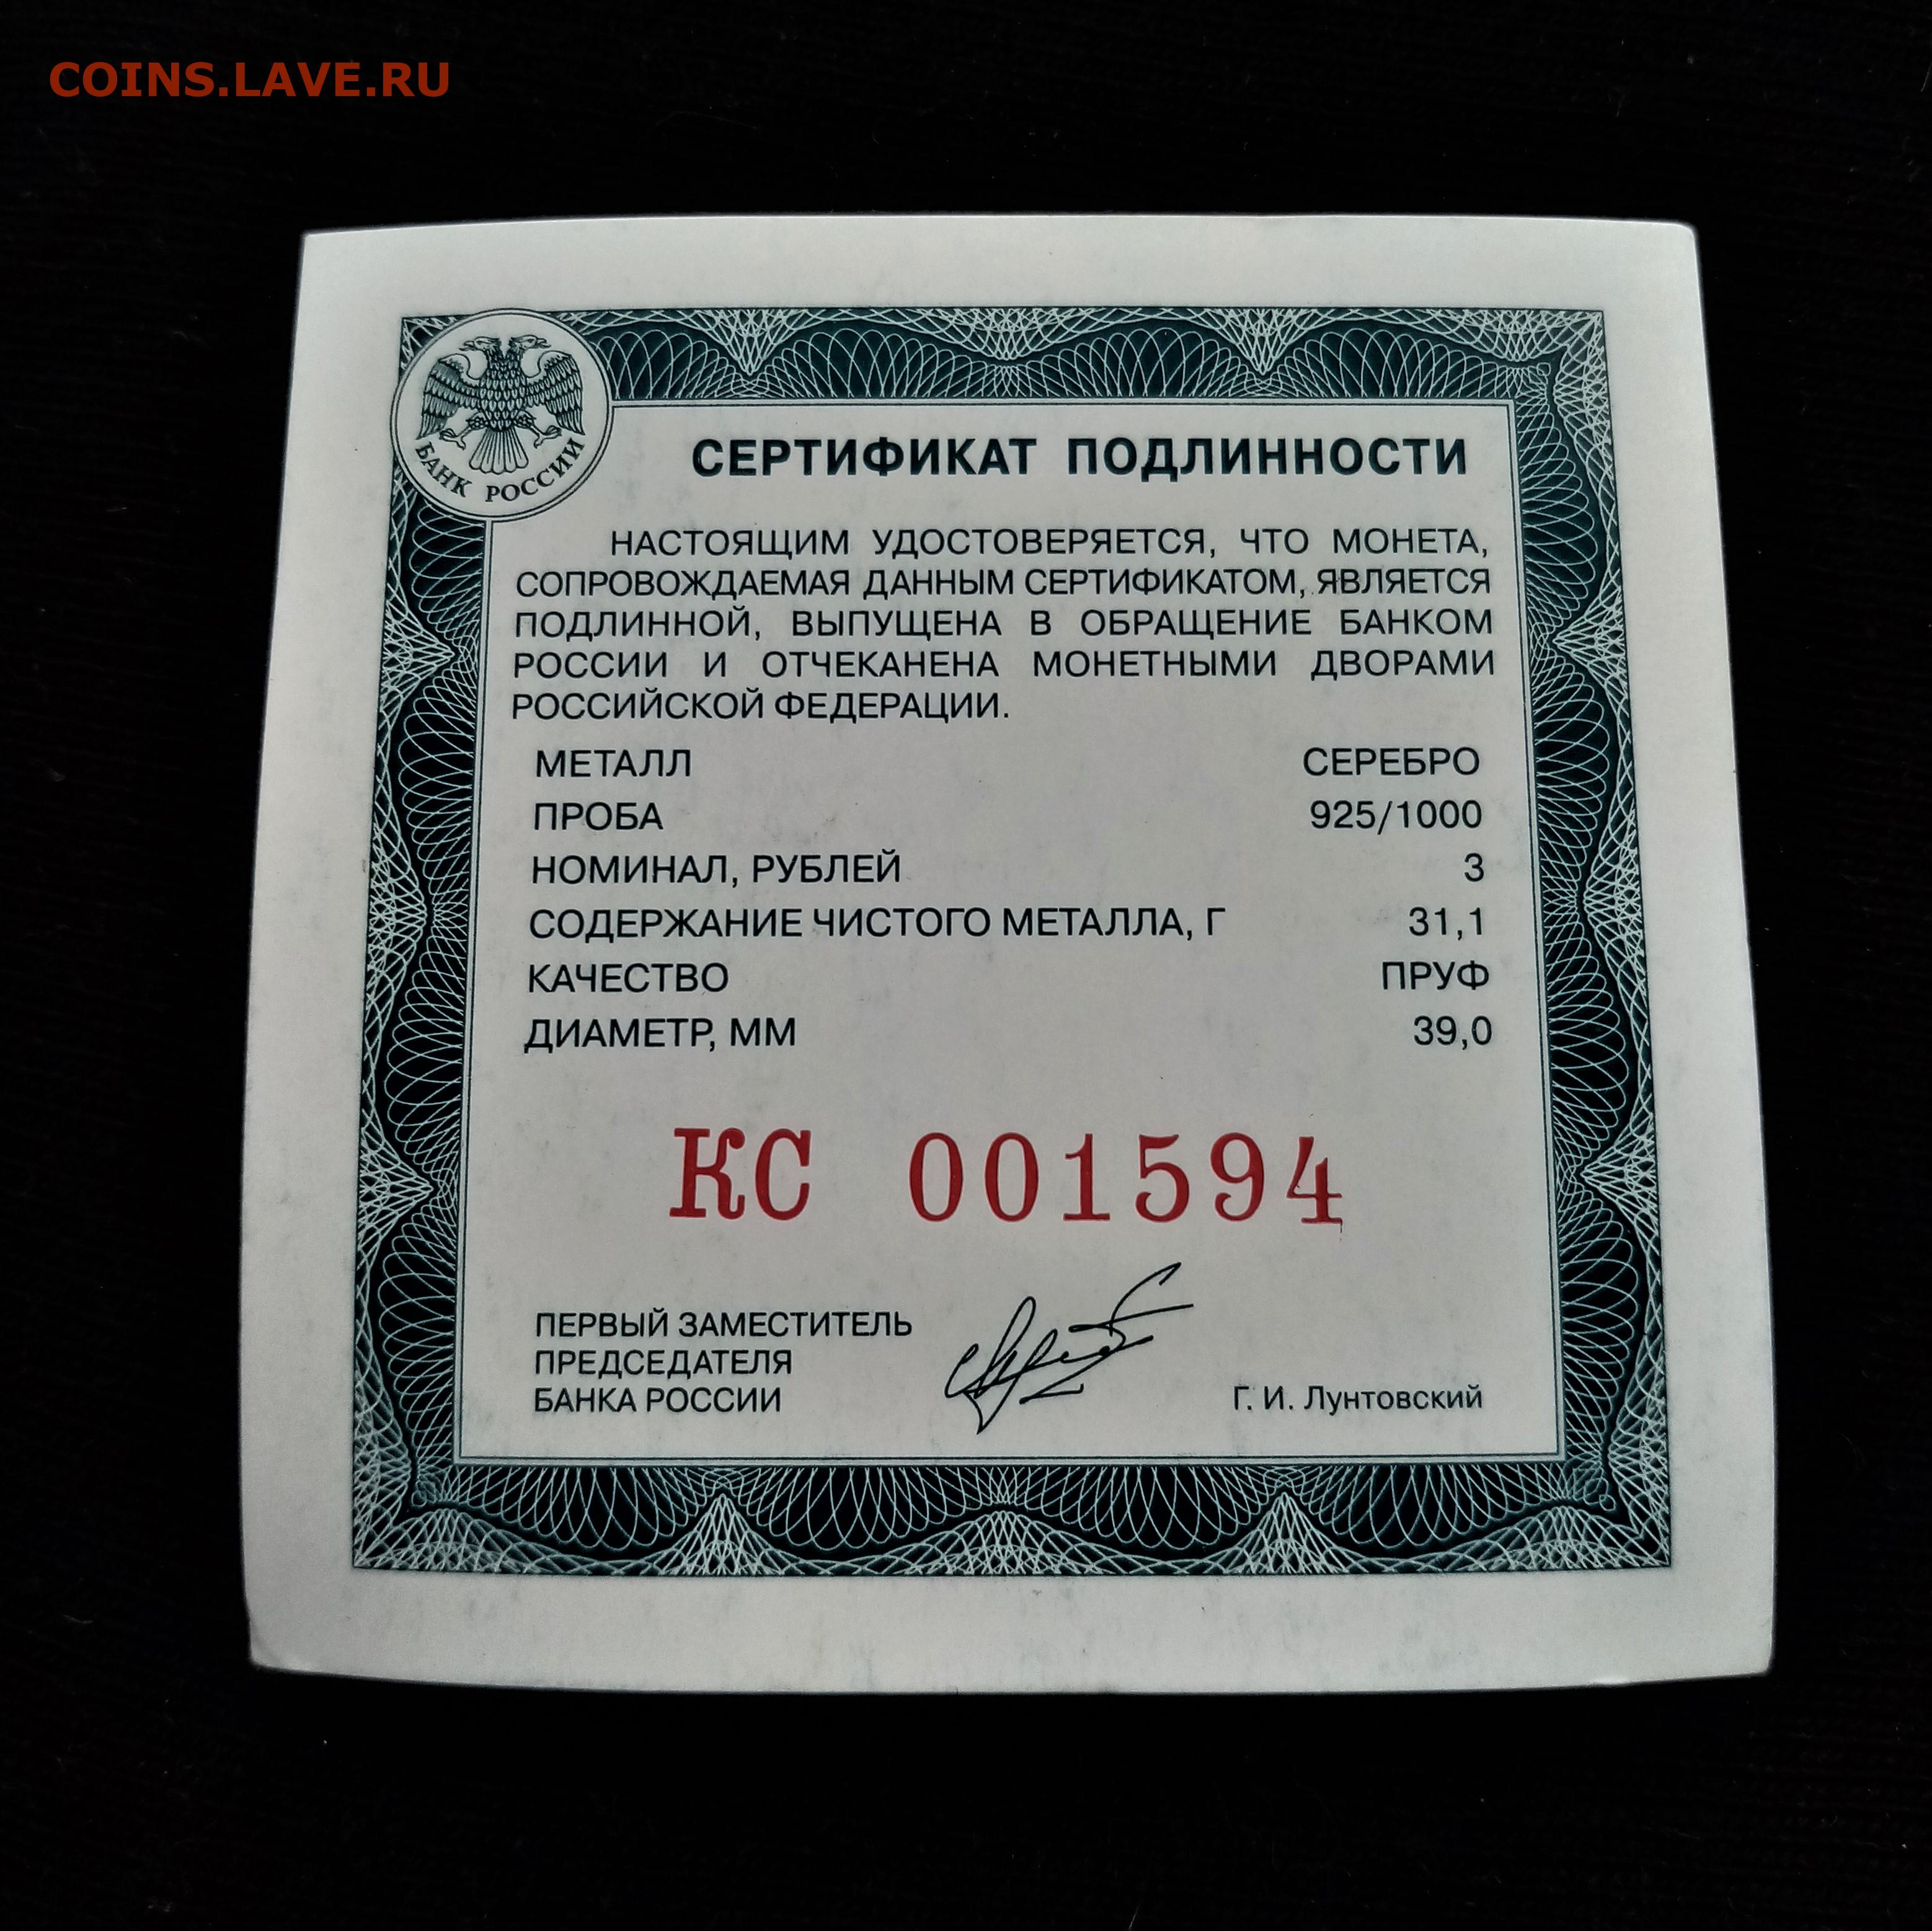 COINS.LAVE.RU
БАНК РОССИИ
СЕРТИФИКАТ ПОДЛИННОСТИ
НАСТОЯЩИМ УДОСТОВЕРЯЕТСЯ, ЧТО МОНЕТА,
СОПРОВОЖДАЕМАЯ ДАННЫМ СЕРТИФИКАТОМ, ЯВЛЯЕТСЯ
ПОДЛИННОЙ, ВЫПУЩЕНА В ОБРАЩЕНИЕ БАНКОМ
РОССИИ И ОТЧЕКАНЕНА МОНЕТНЫМИ ДВОРАМИ
РОССИЙСКОЙ ФЕДЕРАЦИИ.
МЕТАЛЛ СЕРЕБРО
ПРОБА 925/1000
НОМИНАЛ, РУБЛЕЙ 3
СОДЕРЖАНИЕ ЧИСТОГО МЕТАЛЛА, Г 31,1
КАЧЕСТВО ПРУФ
ДИАМЕТР, ММ 39,0
КС 001594
ПЕРВЫЙ ЗАМЕСТИТЕЛЬ
ПРЕДСЕДАТЕЛЯ
БАНКА РОССИИ Г. И. Лунтовский